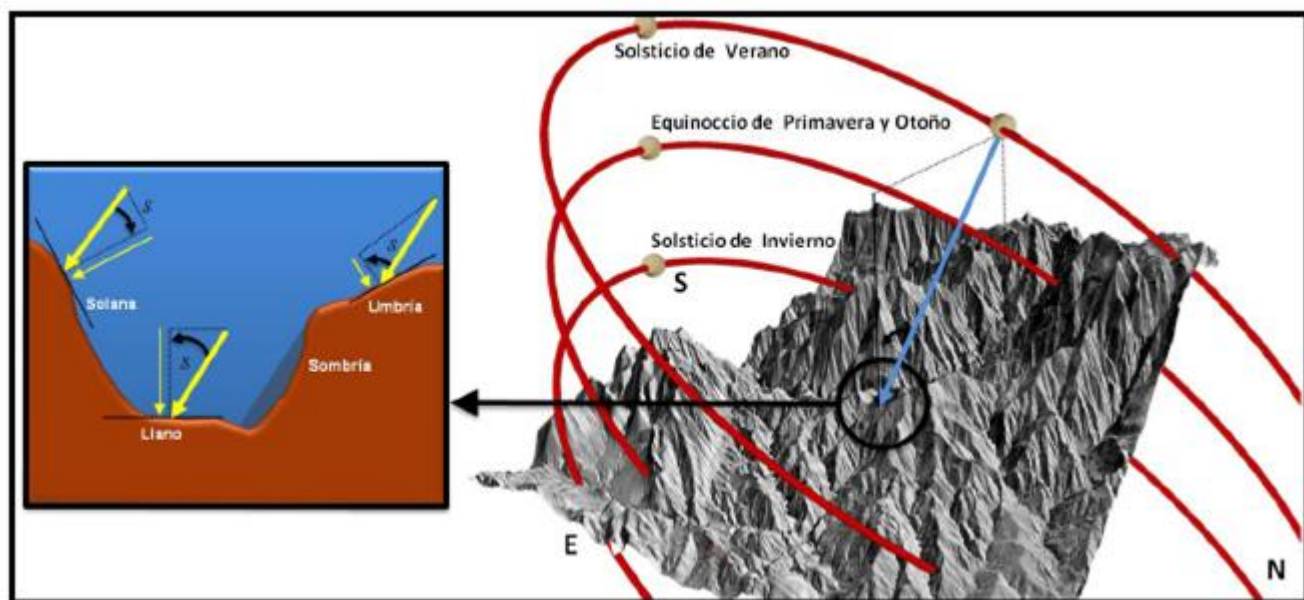 Solsticio de Verano
Equinoccio de Primavera y Otoño
Solsticio de Invierno
S
E
N
S
Solana
S
Umbría
Sombría
S
Llano